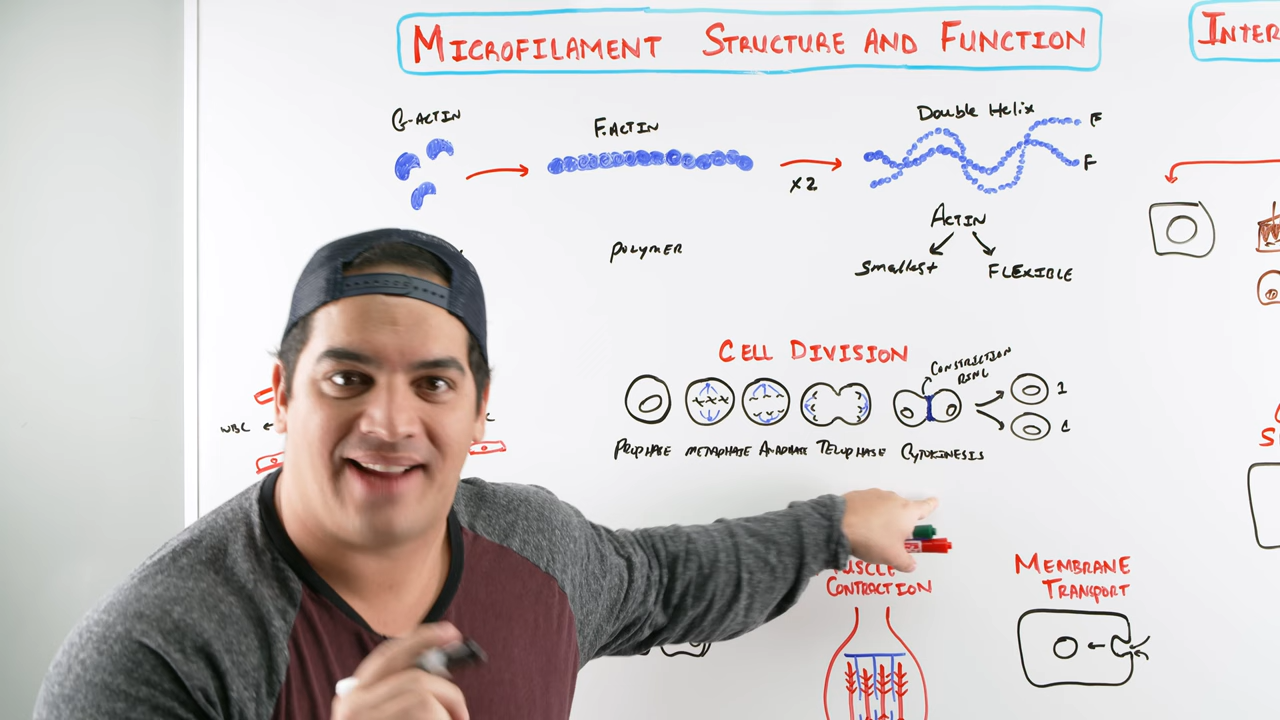 MICROFILAMENT STRUCTURE AND FUNCTION
INTER
G-ACTIN
F-ACTIN
Double Helix
F
F
x2
ACTIN
Smallest
FLEXIBLE
POLYMER
CELL DIVISION
CONSTRICTION
RING
1
WBC
PROPHASE METAPHASE ANAPHASE TELOPHASE CYTOKINESIS
MUSCLE
CONTRACTION
MEMBRANE
TRANSPORT